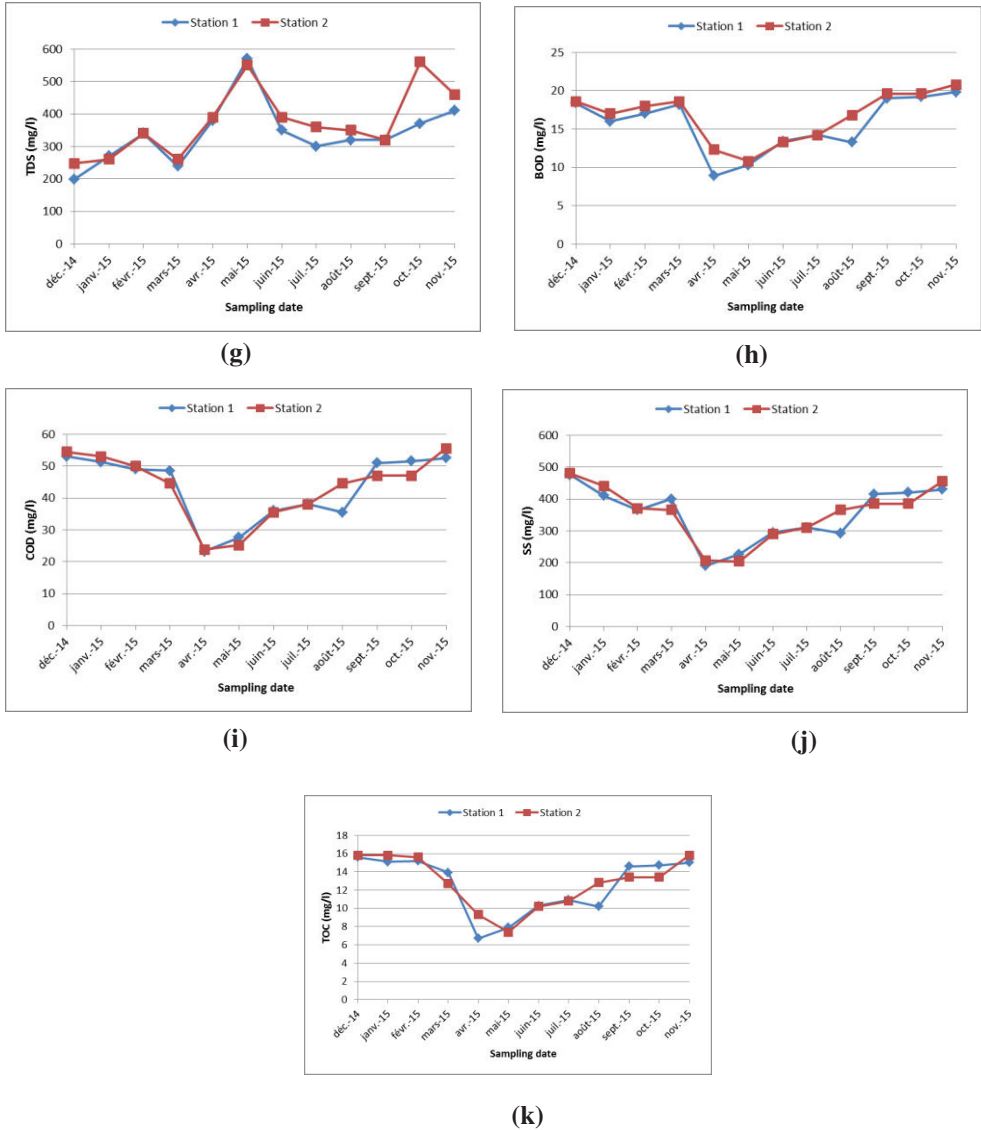 Station 1 Station 2
TDS (mg/l)
600
500
400
300
200
100
0
déc.-14 janv.-15 févr.-15 mars-15 avr.-15 mai-15 juin-15 juil.-15 août-15 sept.-15 oct.-15 nov.-15
Sampling date
(g)
Station 1 Station 2
BOD (mg/l)
25
20
15
10
5
0
déc.-14 janv.-15 févr.-15 mars-15 avr.-15 mai-15 juin-15 juil.-15 août-15 sept.-15 oct.-15 nov.-15
Sampling date
(h)
Station 1 Station 2
COD (mg/l)
60
50
40
30
20
10
0
déc.-14 janv.-15 févr.-15 mars-15 avr.-15 mai-15 juin-15 juil.-15 août-15 sept.-15 oct.-15 nov.-15
Sampling date
(i)
Station 1 Station 2
SS (mg/l)
600
500
400
300
200
100
0
déc.-14 janv.-15 févr.-15 mars-15 avr.-15 mai-15 juin-15 juil.-15 août-15 sept.-15 oct.-15 nov.-15
Sampling date
(j)
Station 1 Station 2
TOC (mg/l)
18
16
14
12
10
8
6
4
2
0
déc.-14 janv.-15 févr.-15 mars-15 avr.-15 mai-15 juin-15 juil.-15 août-15 sept.-15 oct.-15 nov.-15
Sampling date
(k)